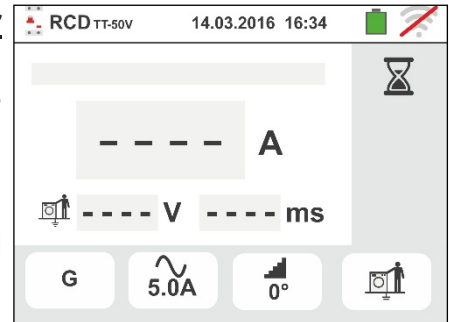 RCD TT-50V 14.03.2016 16:34
- - - - A
- - - - V - - - - ms
G 5.0A 0°